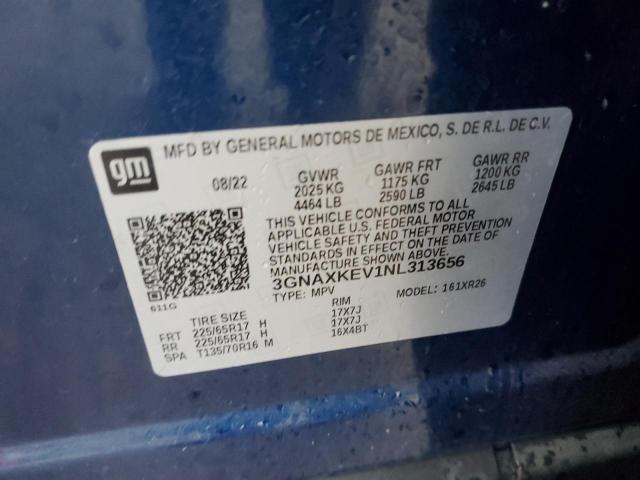 gm
MFD BY GENERAL MOTORS DE MEXICO, S. DE R.L. DE C.V.
08/22 GVWR GAWR FRT GAWR RR
2025 KG 1175 KG 1200 KG
4464 LB 2590 LB 2645 LB
THIS VEHICLE CONFORMS TO ALL
APPLICABLE U.S. FEDERAL MOTOR
VEHICLE SAFETY AND THEFT PREVENTION
STANDARDS IN EFFECT ON THE DATE OF
MANUFACTURE SHOWN ABOVE.
3GNAXKEV1NL313656
TYPE: MPV MODEL: 161XR26
611G
TIRE SIZE RIM
FRT 225/65R17 H 17X7J
RR 225/65R17 H 17X7J
SPA T135/70R16 M 16X4BT